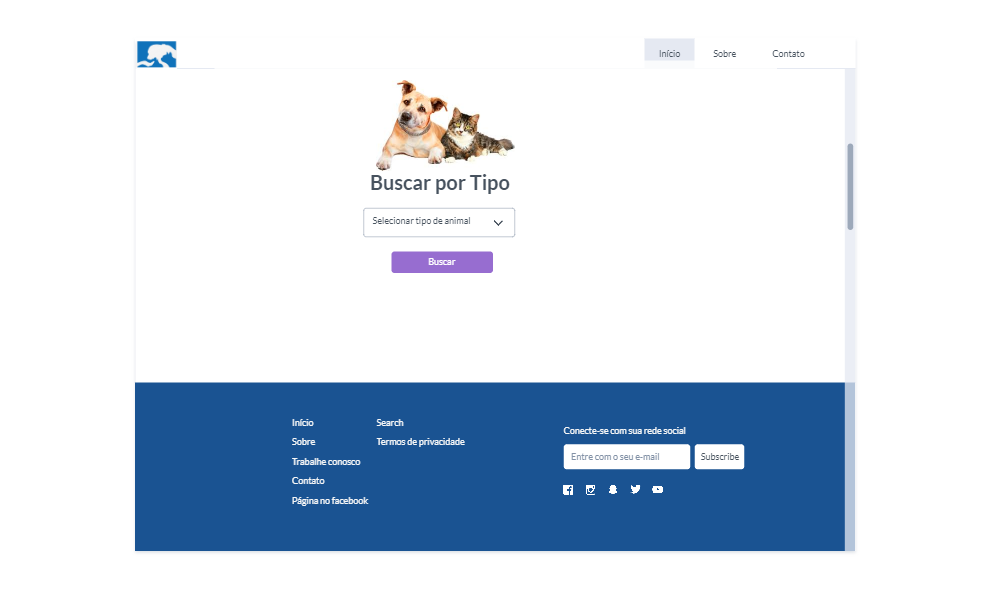 Início
Sobre
Contato
Buscar por Tipo
Selecionar tipo de animal
Buscar
Início
Sobre
Trabalhe conosco
Contato
Página no facebook
Search
Termos de privacidade
Conecte-se com sua rede social
Entre com o seu e-mail
Subscribe